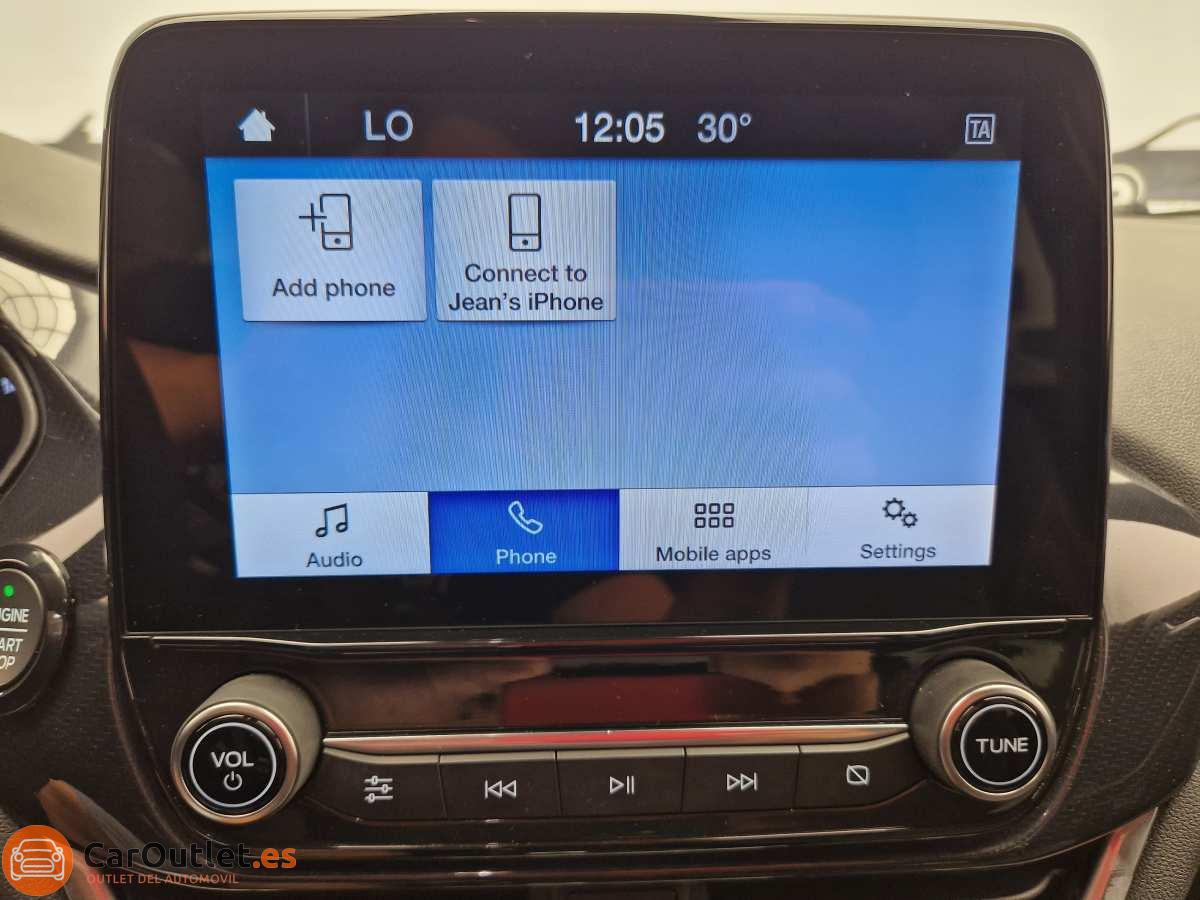 LO 12:05 30° TA
Add phone
Connect to
Jean's iPhone
Audio Phone Mobile apps Settings
GINE
ART
OP
VOL
TUNE
CarOutlet.es
OUTLET DEL AUTOMOVIL